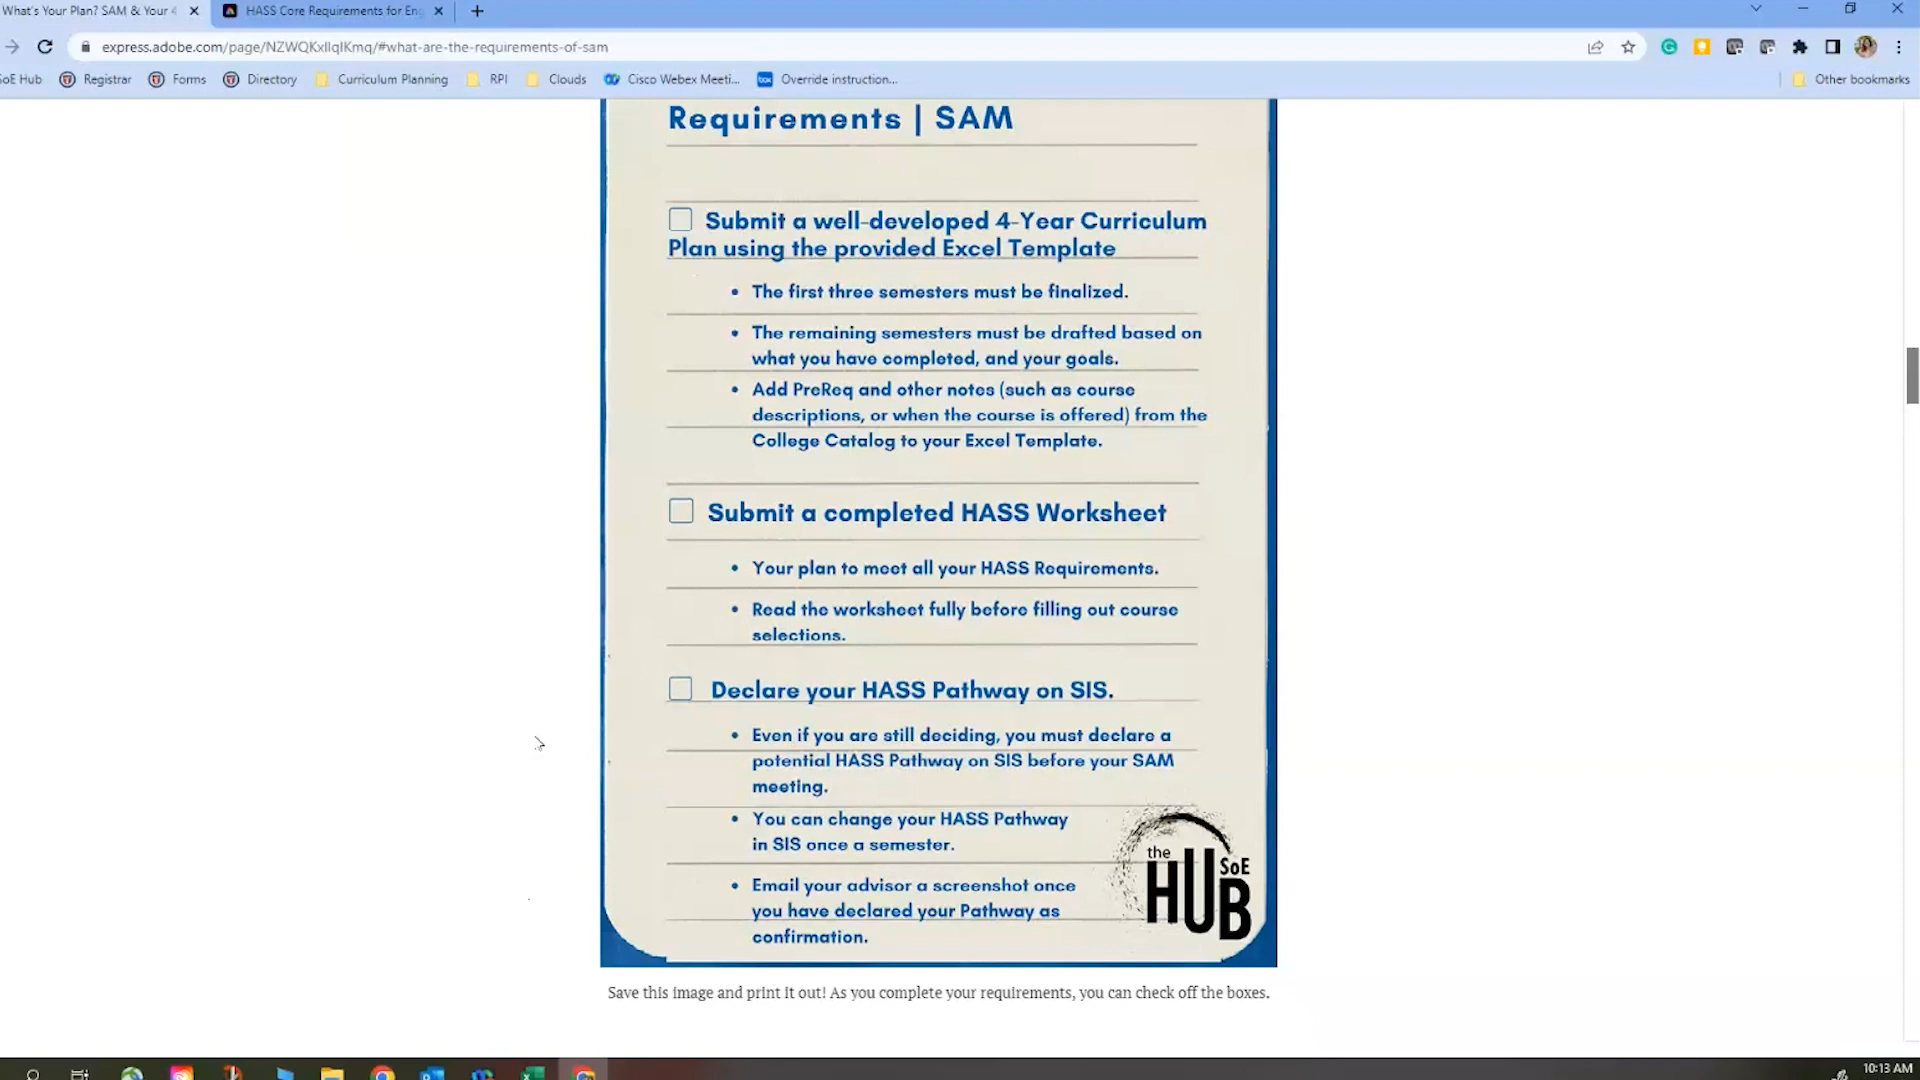 What's Your Plan? SAM & Your
HASS Core Requirements for En
express.adobe.com/page/NZWQKxIlqIKmq/#what-are-the-requirements-of-sam
SoE Hub Registrar Forms Directory Curriculum Planning RPI Clouds Cisco Webex Meeti... Override instruction... Other bookmarks
Requirements | SAM
Submit a well-developed 4-Year Curriculum
Plan using the provided Excel Template
• The first three semesters must be finalized.
• The remaining semesters must be drafted based on
what you have completed, and your goals.
• Add PreReq and other notes (such as course
descriptions, or when the course is offered) from the
College Catalog to your Excel Template.
Submit a completed HASS Worksheet
• Your plan to meet all your HASS Requirements.
• Read the worksheet fully before filling out course
selections.
Declare your HASS Pathway on SIS.
• Even if you are still deciding, you must declare a
potential HASS Pathway on SIS before your SAM
meeting.
• You can change your HASS Pathway
in SIS once a semester.
• Email your advisor a screenshot once
you have declared your Pathway as
confirmation.
the
HUB
SoE
Save this image and print it out! As you complete your requirements, you can check off the boxes.
10:13 AM